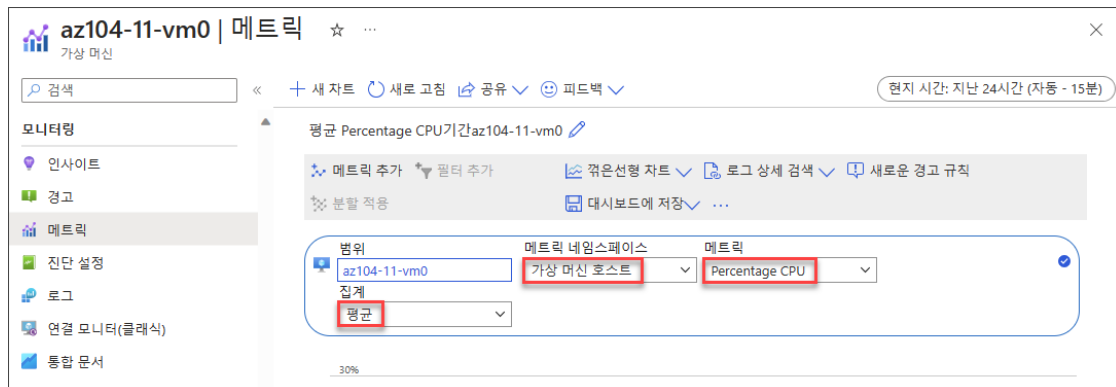 az104-11-vm0 | 메트릭 ☆ ...
가상 머신
검색
«
새 차트 새로 고침 공유 피드백
현지 시간: 지난 24시간 (자동 - 15분)
모니터링
인사이트
경고
메트릭
진단 설정
로그
연결 모니터(클래식)
통합 문서
평균 Percentage CPU기간az104-11-vm0
메트릭 추가 필터 추가 꺾은선형 차트 로그 상세 검색 새로운 경고 규칙
분할 적용 대시보드에 저장 ...
범위 메트릭 네임스페이스 메트릭
az104-11-vm0 가상 머신 호스트 Percentage CPU
집계
평균
30%